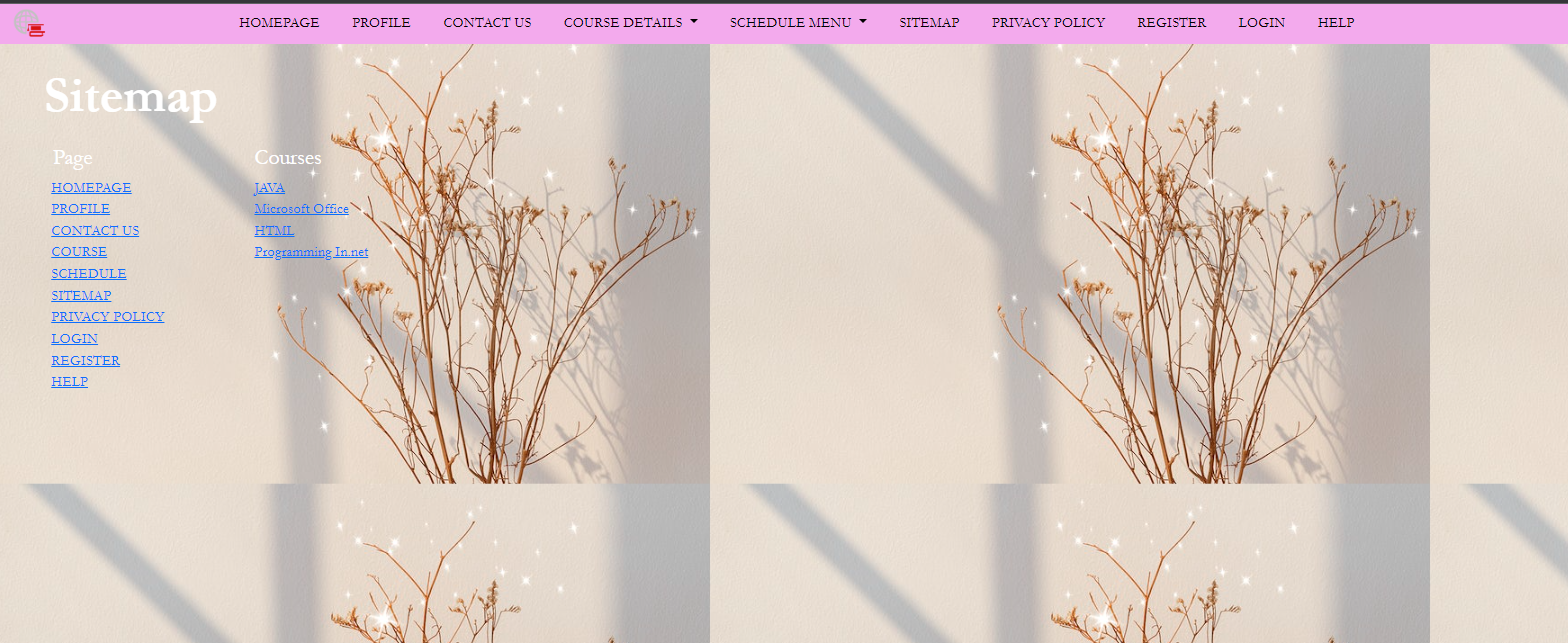 HOMEPAGE PROFILE CONTACT US COURSE DETAILS SCHEDULE MENU SITEMAP PRIVACY POLICY REGISTER LOGIN HELP
Sitemap
Page
HOMEPAGE
PROFILE
CONTACT US
COURSE
SCHEDULE
SITEMAP
PRIVACY POLICY
LOGIN
REGISTER
HELP
Courses
JAVA
Microsoft Office
HTML
Programming In.net